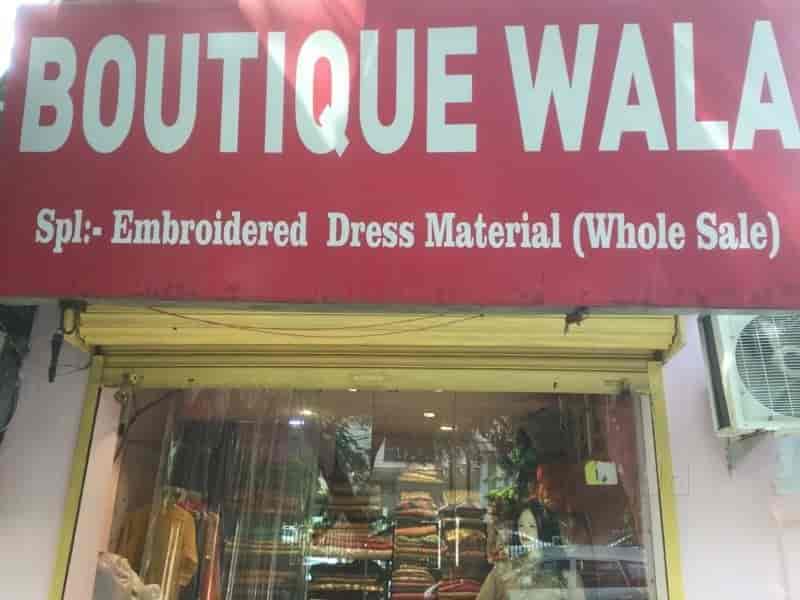 BOUTIQUE WALA
Spl:- Embroidered Dress Material (Whole Sale)